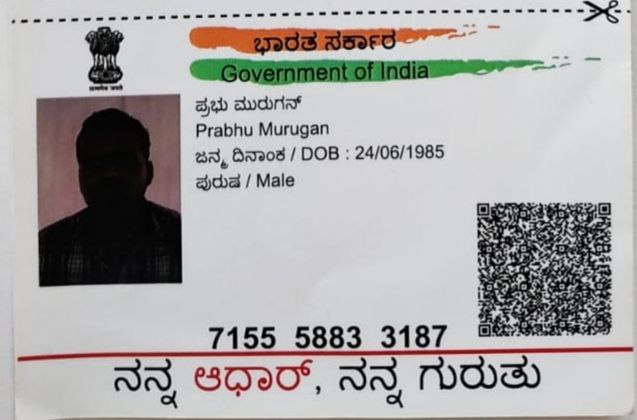 ಭಾರತ ಸರ್ಕಾರ
Government of India
ಪ್ರಭು ಮುರುಗನ್
Prabhu Murugan
ಜನ್ಮ ದಿನಾಂಕ / DOB : 24/06/1985
ಪುರುಷ / Male
7155 5883 3187
ನನ್ನ ಆಧಾರ್, ನನ್ನ ಗುರುತು